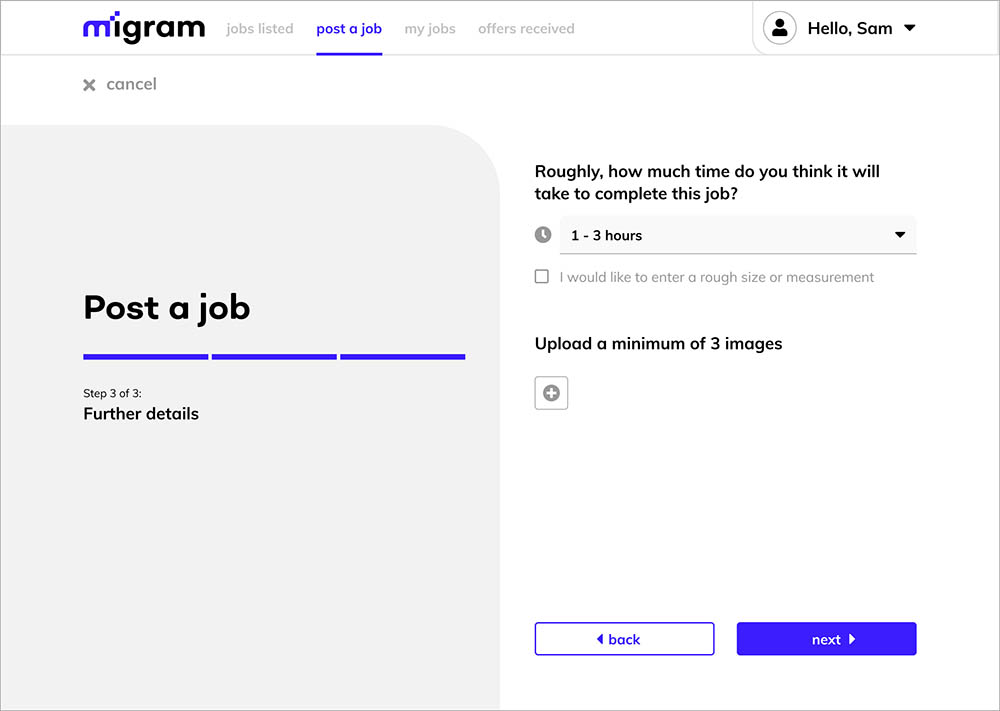 migram
jobs listed
post a job
my jobs
offers received
Hello, Sam
cancel
Post a job
Step 3 of 3:
Further details
Roughly, how much time do you think it will
take to complete this job?
1 - 3 hours
I would like to enter a rough size or measurement
Upload a minimum of 3 images
back
next